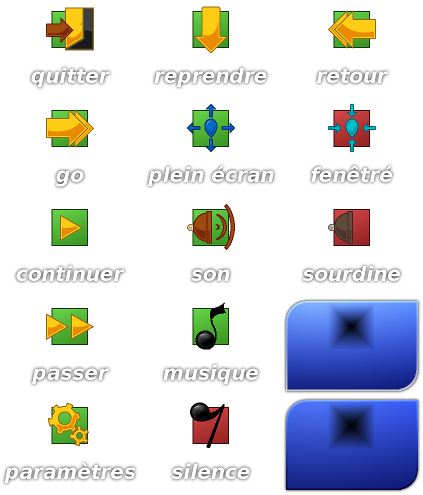 quitter reprendre retour
go plein écran fenêtré
continuer son sourdine
passer musique
paramètres silence